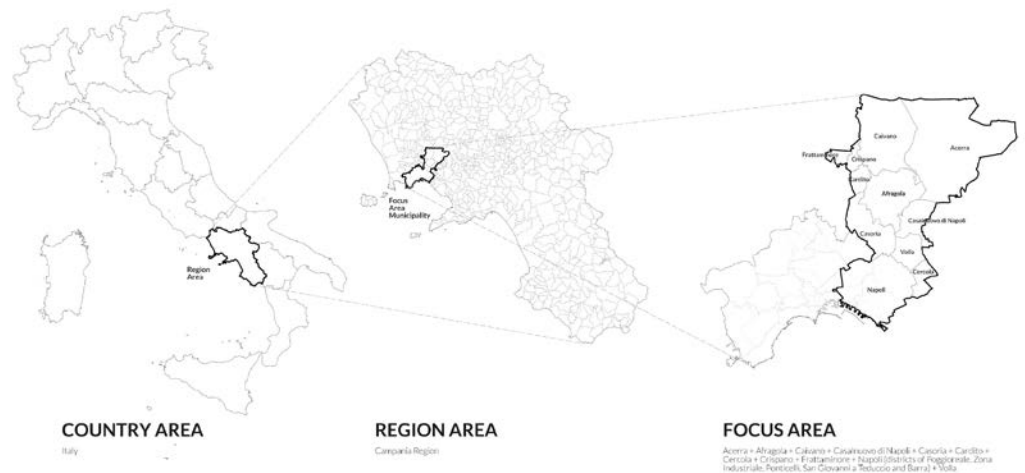 Region
Area
Focus
Area
Municipality
Caivano
Acerra
Frattaminore
Crispano
Cardito
Afragola
Casalnuovo di Napoli
Casoria
Volla
Cercola
Napoli
COUNTRY AREA
Italy
REGION AREA
Campania Region
FOCUS AREA
Acerra + Afragola + Caivano + Casalnuovo di Napoli + Casoria + Cardito +
Cercola + Crispano + Frattaminore + Napoli [districts of Poggioreale, Zona
Industriale, Ponticelli, San Giovanni a Teduccio and Barra] + Volla